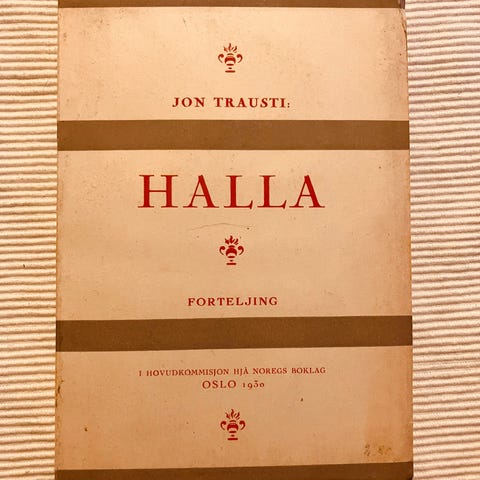 JON TRAUSTI:
HALLA
FORTELJING
I HOVUDKOMMISJON HJÅ NOREGS BOKLAG
OSLO 1930